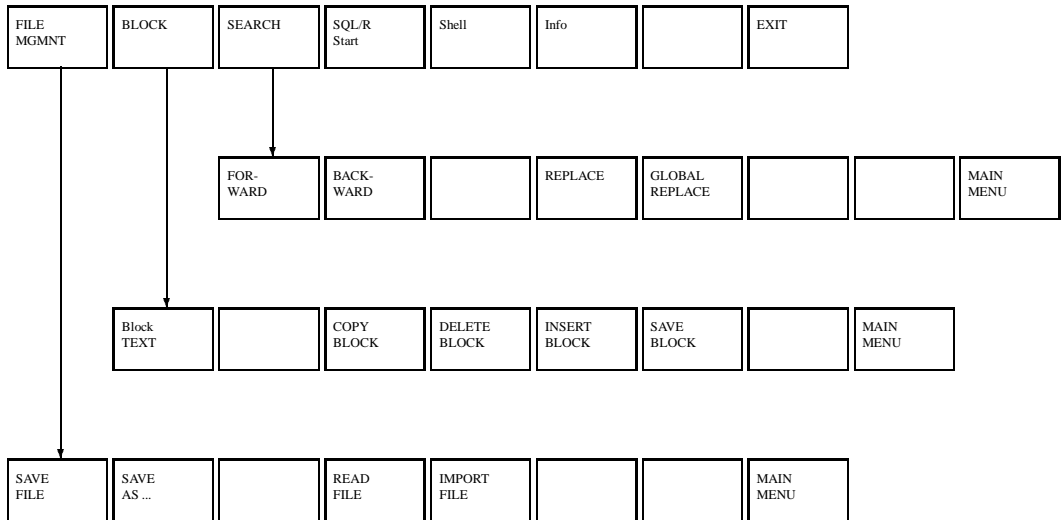 FILE
MGMNT
BLOCK
SEARCH
SQL/R
Start
Shell
Info
EXIT
FOR-
WARD
BACK-
WARD
REPLACE
GLOBAL
REPLACE
MAIN
MENU
Block
TEXT
COPY
BLOCK
DELETE
BLOCK
INSERT
BLOCK
SAVE
BLOCK
MAIN
MENU
SAVE
FILE
SAVE
AS ...
READ
FILE
IMPORT
FILE
MAIN
MENU